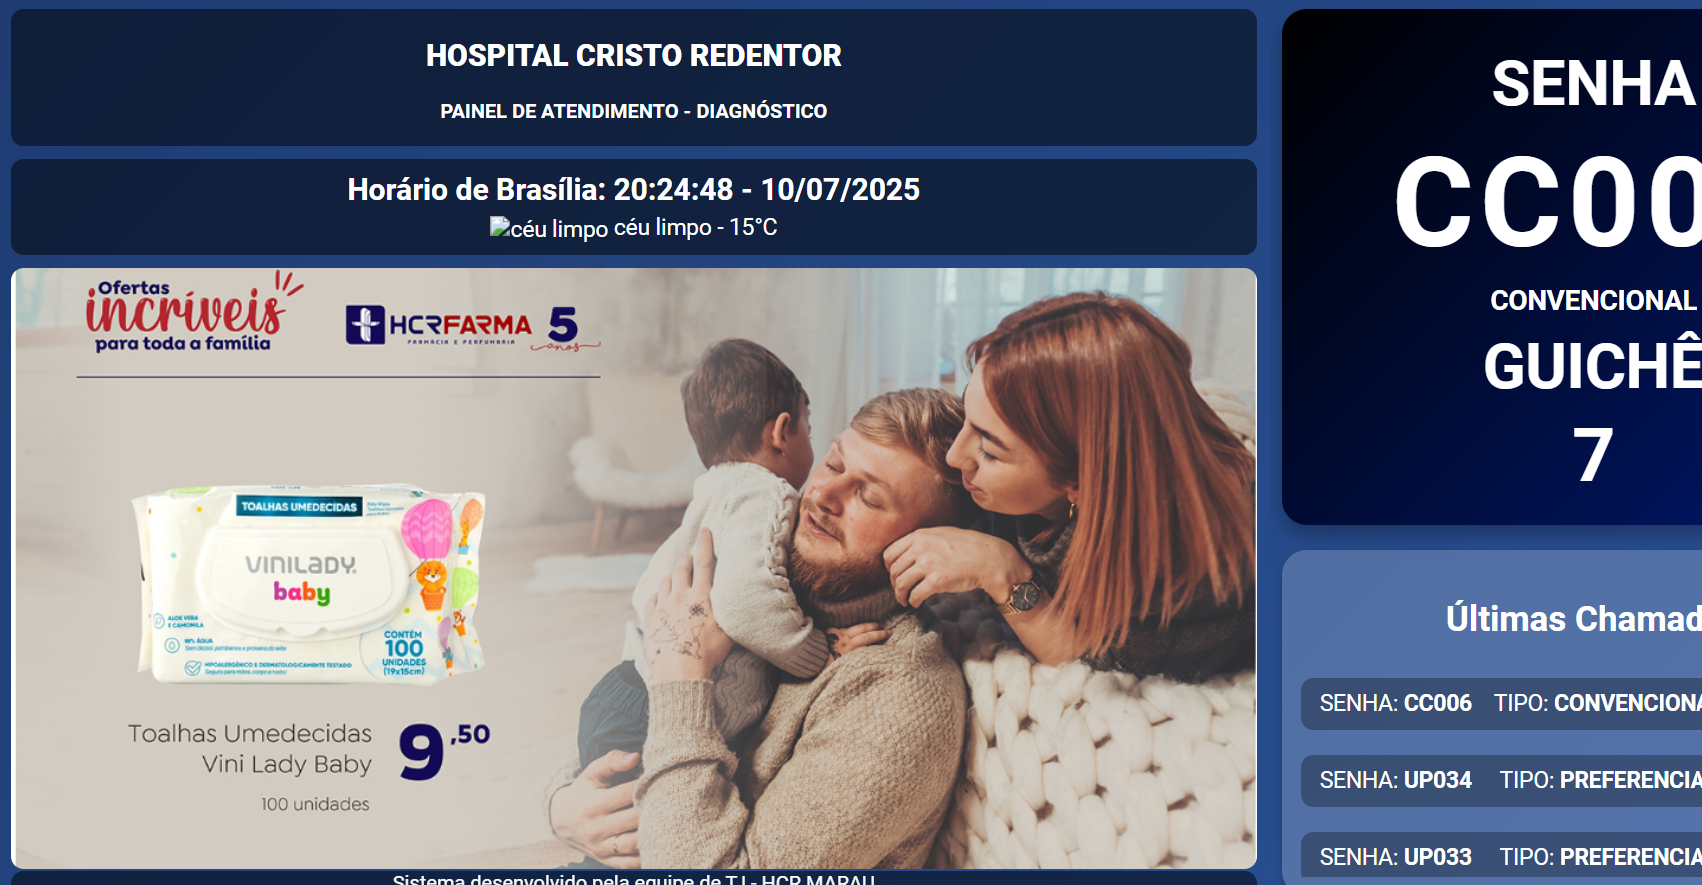 HOSPITAL CRISTO REDENTOR
PAINEL DE ATENDIMENTO - DIAGNÓSTICO
Horário de Brasília: 20:24:48 - 10/07/2025
céu limpo céu limpo - 15°C
Ofertas
incríveis
para toda a família
HCRFARMA
FARMÁCIA E PERFUMARIA
5
anos
TOALHAS UMEDECIDAS
VINILADY
baby
ALOE VERA
E CAMOMILA
98% ÁGUA
CONTÉM
100
UNIDADES
(19x15cm)
HIPOALERGÊNICO E DERMATOLOGICAMENTE TESTADO
Toalhas Umedecidas
Vini Lady Baby
9,50
100 unidades
Sistema desenvolvido pela equipe de T.I - HCR MARAU
SENHA
CC00
CONVENCIONAL
GUICHÊ
7
Últimas Chamad
SENHA: CC006 TIPO: CONVENCIONA
SENHA: UP034 TIPO: PREFERENCIA
SENHA: UP033 TIPO: PREFERENCIA